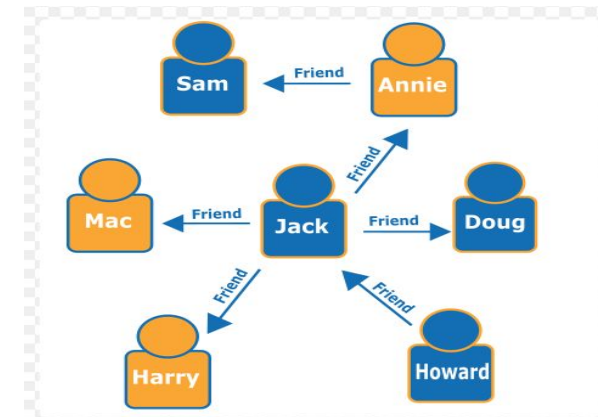 Sam
Friend
Annie
Friend
Mac
Friend
Jack
Friend
Doug
Friend
Friend
Harry
Howard